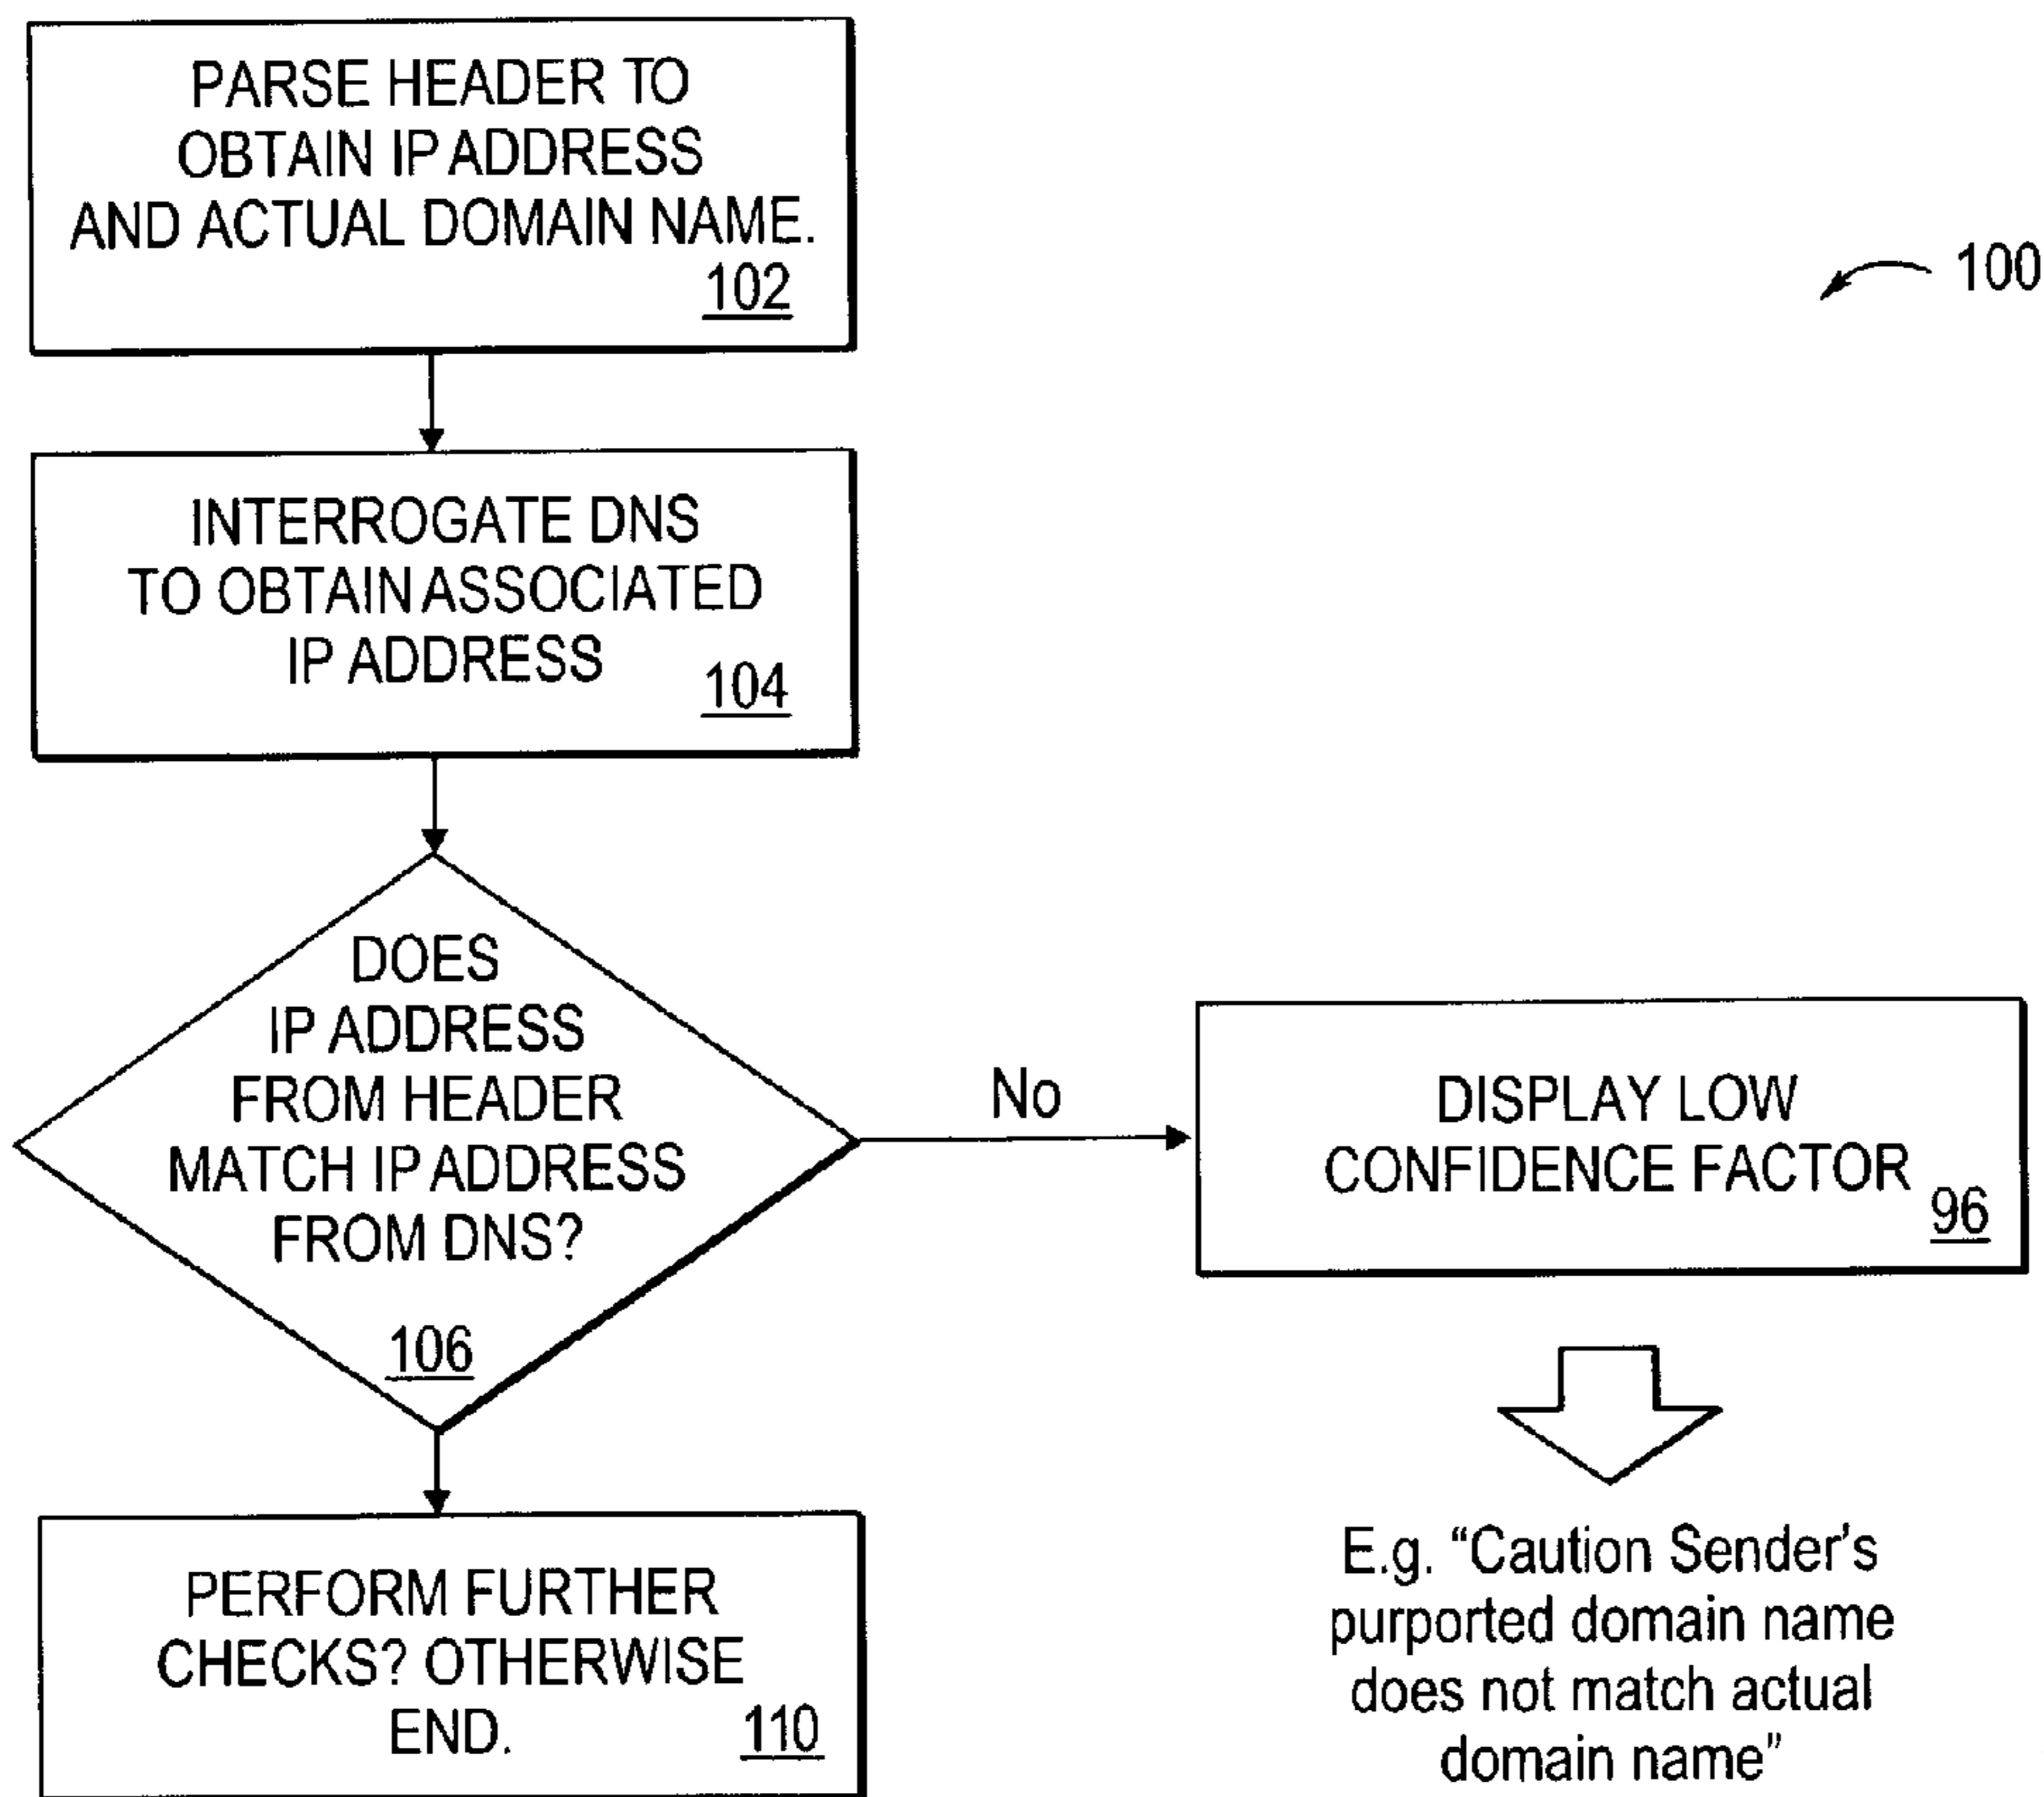 PARSE HEADER TO
OBTAIN IP ADDRESS
AND ACTUAL DOMAIN NAME.
102
100
INTERROGATE DNS
TO OBTAIN ASSOCIATED
IP ADDRESS
104
DOES
IP ADDRESS
FROM HEADER
MATCH IP ADDRESS
FROM DNS?
106
No
DISPLAY LOW
CONFIDENCE FACTOR
96
PERFORM FURTHER
CHECKS? OTHERWISE
END.
110
E.g. “Caution Sender’s
purported domain name
does not match actual
domain name”